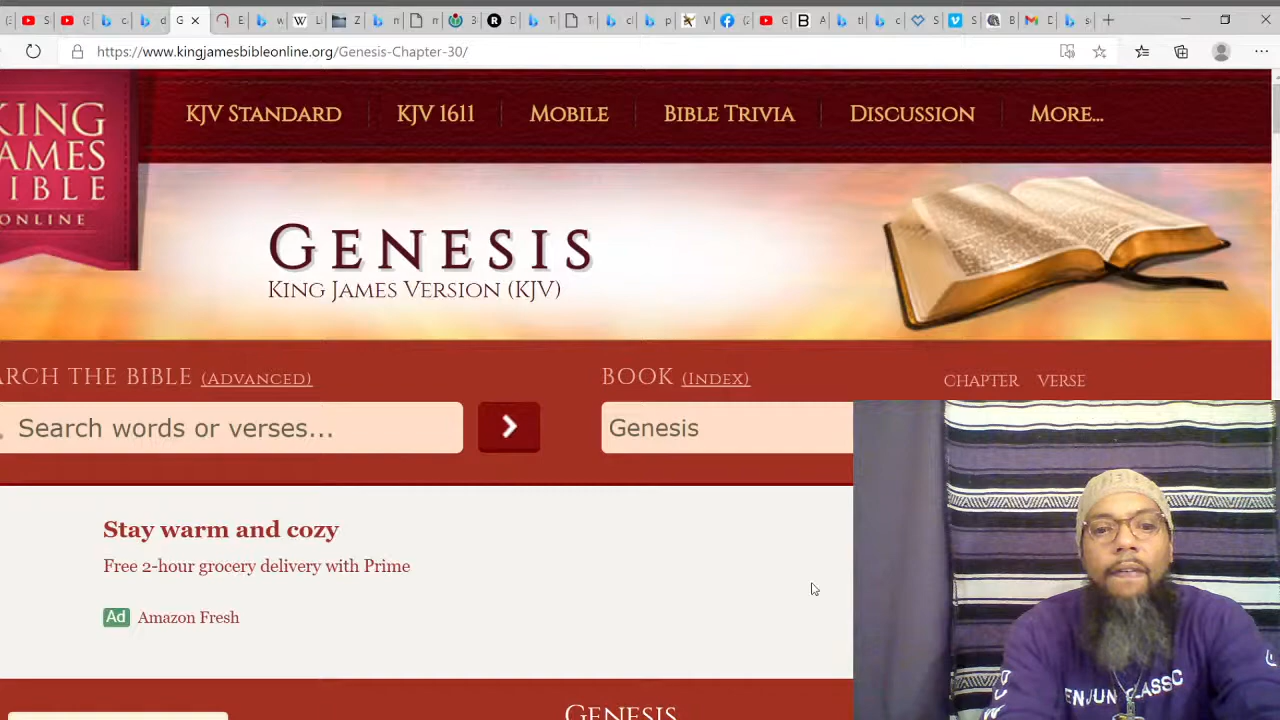 https://www.kingjamesbibleonline.org/Genesis-Chapter-30/
KING
JAMES
BIBLE
ONLINE
KJV STANDARD
KJV 1611
MOBILE
BIBLE TRIVIA
DISCUSSION
MORE...
GENESIS
KING JAMES VERSION (KJV)
ARCH THE BIBLE (ADVANCED)
BOOK (INDEX)
CHAPTER
VERSE
Search words or verses...
Genesis
Stay warm and cozy
Free 2-hour grocery delivery with Prime
Ad Amazon Fresh
GENESIS